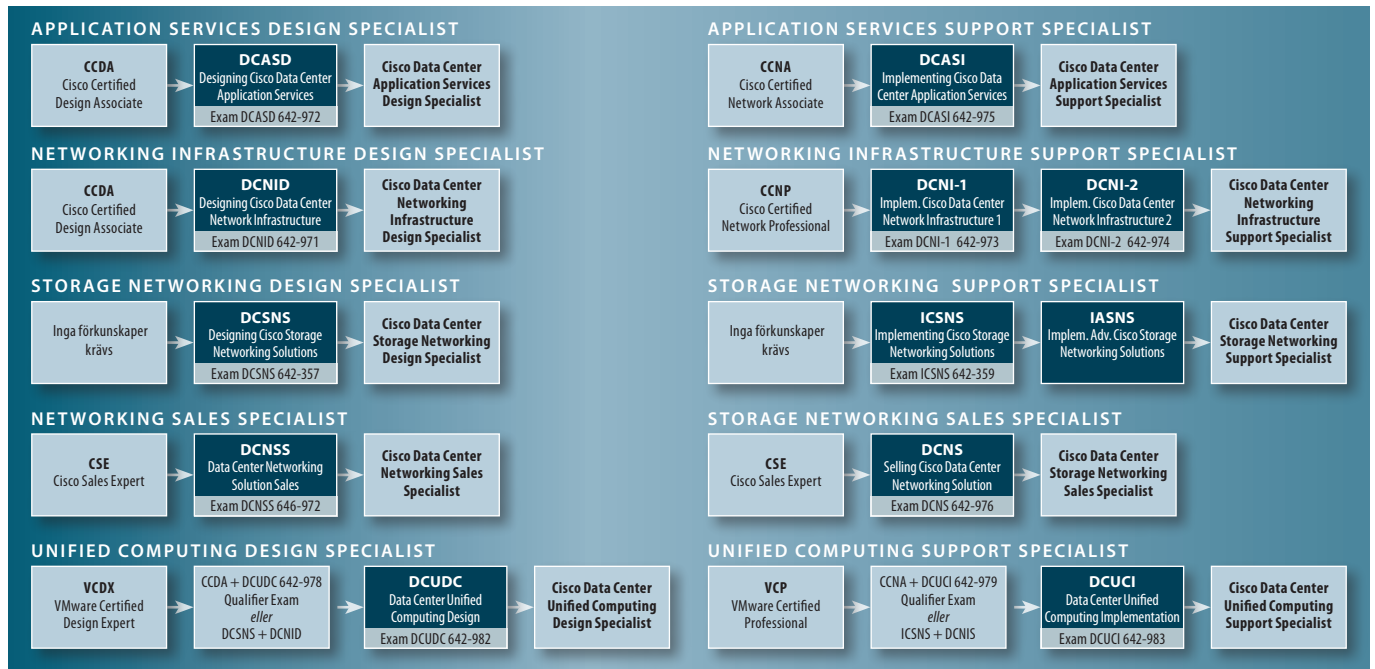 APPLICATION SERVICES DESIGN SPECIALIST
CCDA
Cisco Certified
Design Associate
DCASD
Designing Cisco Data Center
Application Services
Exam DCASD 642-972
Cisco Data Center
Application Services
Design Specialist
APPLICATION SERVICES SUPPORT SPECIALIST
CCNA
Cisco Certified
Network Associate
DCASI
Implementing Cisco Data
Center Application Services
Exam DCASI 642-975
Cisco Data Center
Application Services
Support Specialist
NETWORKING INFRASTRUCTURE DESIGN SPECIALIST
CCDA
Cisco Certified
Design Associate
DCNID
Designing Cisco Data Center
Network Infrastructure
Exam DCNID 642-971
Cisco Data Center
Networking
Infrastructure
Design Specialist
NETWORKING INFRASTRUCTURE SUPPORT SPECIALIST
CCNP
Cisco Certified
Network Professional
DCNI-1
Implem. Cisco Data Center
Network Infrastructure 1
Exam DCNI-1 642-973
DCNI-2
Implem. Cisco Data Center
Network Infrastructure 2
Exam DCNI-2 642-974
Cisco Data Center
Networking
Infrastructure
Support Specialist
STORAGE NETWORKING DESIGN SPECIALIST
Inga förkunskaper
krävs
DCSNS
Designing Cisco Storage
Networking Solutions
Exam DCSNS 642-357
Cisco Data Center
Storage Networking
Design Specialist
STORAGE NETWORKING SUPPORT SPECIALIST
Inga förkunskaper
krävs
ICSNS
Implementing Cisco Storage
Networking Solutions
Exam ICSNS 642-359
IASNS
Implem. Adv. Cisco Storage
Networking Solutions
Cisco Data Center
Storage Networking
Support Specialist
NETWORKING SALES SPECIALIST
CSE
Cisco Sales Expert
DCNSS
Data Center Networking
Solution Sales
Exam DCNSS 646-972
Cisco Data Center
Networking Sales
Specialist
STORAGE NETWORKING SALES SPECIALIST
CSE
Cisco Sales Expert
DCNS
Selling Cisco Data Center
Networking Solution
Exam DCNS 642-976
Cisco Data Center
Storage Networking
Sales Specialist
UNIFIED COMPUTING DESIGN SPECIALIST
VCDX
VMware Certified
Design Expert
CCDA + DCUDC 642-978
Qualifier Exam
eller
DCSNS + DCNID
DCUDC
Data Center Unified
Computing Design
Exam DCUDC 642-982
Cisco Data Center
Unified Computing
Design Specialist
UNIFIED COMPUTING SUPPORT SPECIALIST
VCP
VMware Certified
Professional
CCNA + DCUCI 642-979
Qualifier Exam
eller
ICSNS + DCNIS
DCUCI
Data Center Unified
Computing Implementation
Exam DCUCI 642-983
Cisco Data Center
Unified Computing
Support Specialist